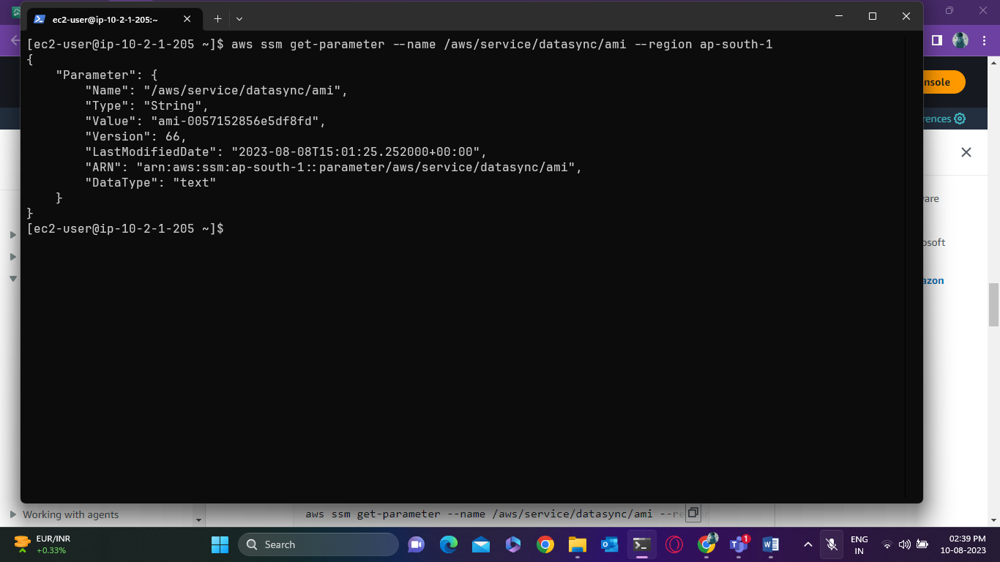 ec2-user@ip-10-2-1-205:~
[ec2-user@ip-10-2-1-205 ~]$ aws ssm get-parameter --name /aws/service/datasync/ami --region ap-south-1
{
    "Parameter": {
        "Name": "/aws/service/datasync/ami",
        "Type": "String",
        "Value": "ami-0057152856e5df8fd",
        "Version": 66,
        "LastModifiedDate": "2023-08-08T15:01:25.252000+00:00",
        "ARN": "arn:aws:ssm:ap-south-1::parameter/aws/service/datasync/ami",
        "DataType": "text"
    }
}
[ec2-user@ip-10-2-1-205 ~]$
nsole
rences
are
osoft
azon
Working with agents
aws ssm get-parameter --name /aws/service/datasync/ami --re
EUR/INR
+0.33%
Search
1
ENG
IN
02:39 PM
10-08-2023